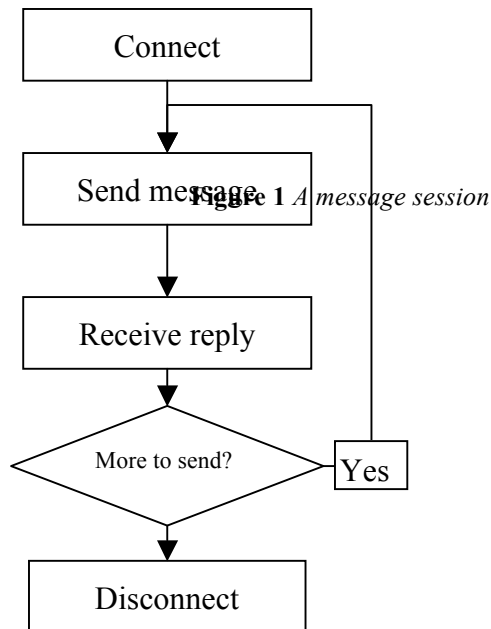 Connect
Send message
Figure 1 A message session
Receive reply
More to send?
Yes
Disconnect